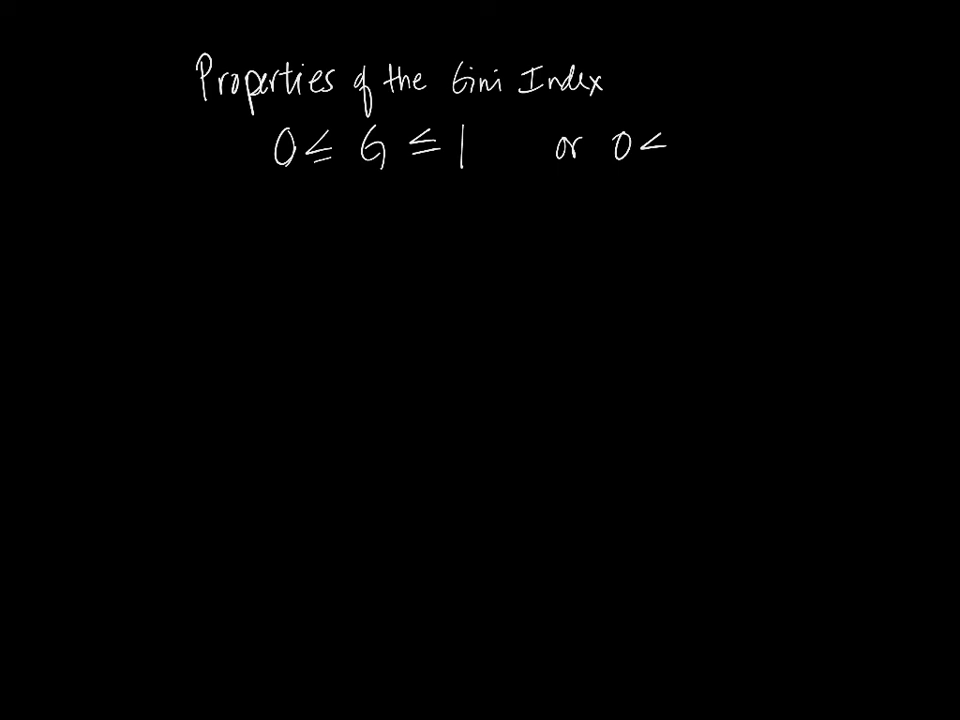 Properties of the Gini Index
0 ≤ G ≤ 1 or 0 <